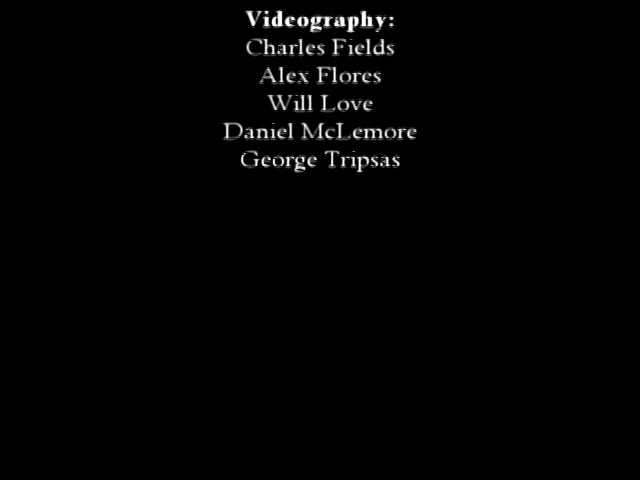 Videography:
Charles Fields
Alex Flores
Will Love
Daniel McLemore
George Tripsas